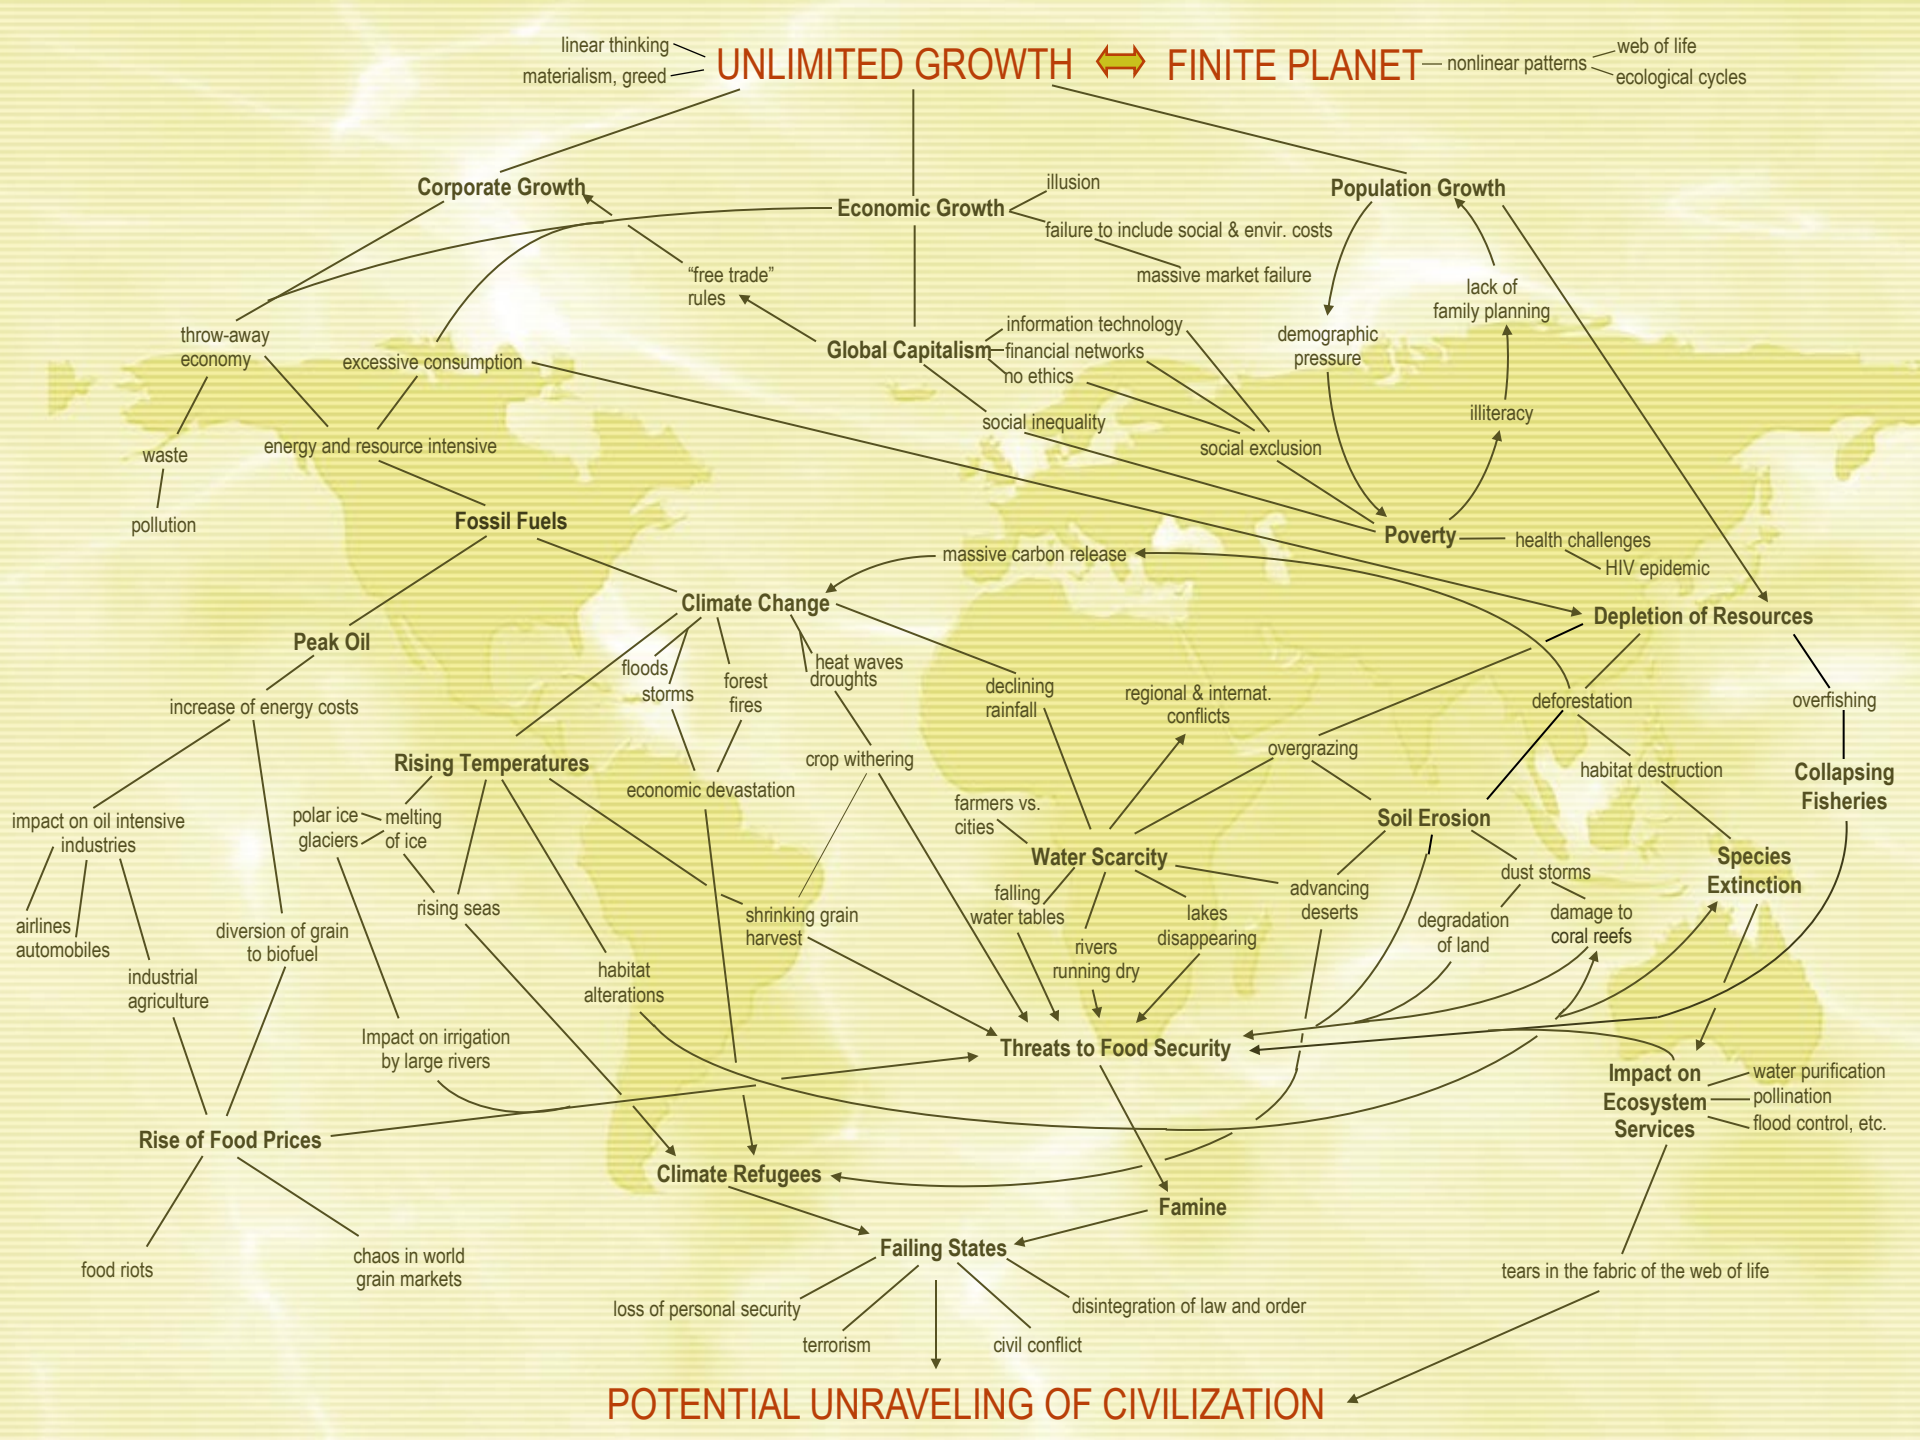 linear thinking
materialism, greed
UNLIMITED GROWTH
FINITE PLANET
nonlinear patterns
web of life
ecological cycles
Corporate Growth
Economic Growth
illusion
failure to include social & envir. costs
massive market failure
Population Growth
“free trade”
rules
lack of
family planning
demographic
pressure
throw-away
economy
excessive consumption
Global Capitalism
information technology
financial networks
no ethics
social inequality
social exclusion
illiteracy
waste
energy and resource intensive
pollution
Fossil Fuels
Poverty
health challenges
HIV epidemic
massive carbon release
Climate Change
Depletion of Resources
Peak Oil
floods
storms
forest
fires
heat waves
droughts
declining
rainfall
regional & internat.
conflicts
deforestation
overfishing
increase of energy costs
Rising Temperatures
crop withering
overgrazing
habitat destruction
Collapsing
Fisheries
economic devastation
polar ice
glaciers
melting
of ice
impact on oil intensive
industries
farmers vs.
cities
Soil Erosion
Water Scarcity
Species
Extinction
dust storms
rising seas
shrinking grain
harvest
falling
water tables
rivers
running dry
lakes
disappearing
advancing
deserts
degradation
of land
damage to
coral reefs
airlines
automobiles
diversion of grain
to biofuel
industrial
agriculture
habitat
alterations
Impact on irrigation
by large rivers
Threats to Food Security
Impact on
Ecosystem
Services
water purification
pollination
flood control, etc.
Rise of Food Prices
Climate Refugees
Famine
Failing States
food riots
chaos in world
grain markets
tears in the fabric of the web of life
loss of personal security
terrorism
civil conflict
disintegration of law and order
POTENTIAL UNRAVELING OF CIVILIZATION